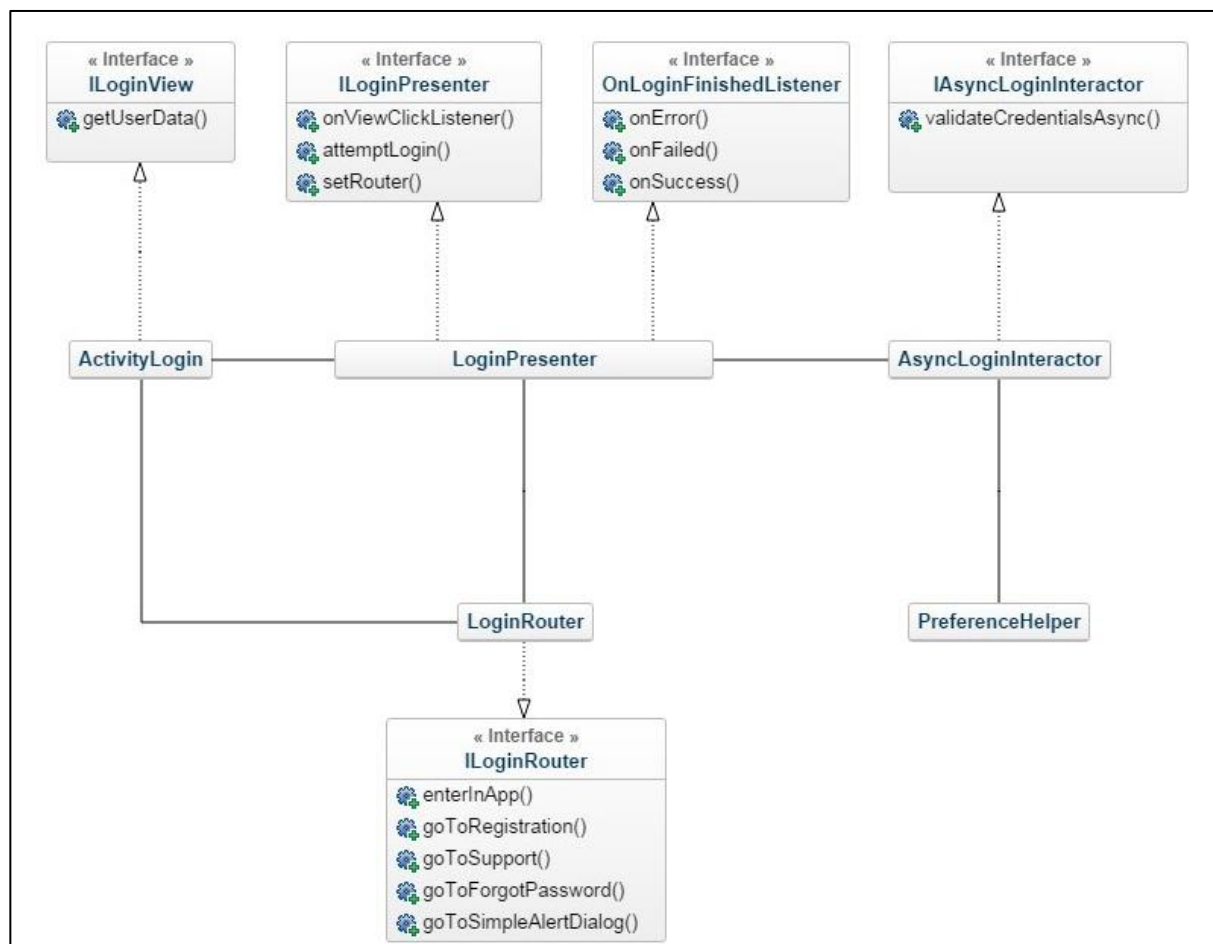 « Interface »
ILoginView
getUserData()
« Interface »
ILoginPresenter
onViewClickListener()
attemptLogin()
setRouter()
« Interface »
OnLoginFinishedListener
onError()
onFailed()
onSuccess()
« Interface »
IAsyncLoginInteractor
validateCredentialsAsync()
ActivityLogin
LoginPresenter
AsyncLoginInteractor
LoginRouter
PreferenceHelper
« Interface »
ILoginRouter
enterInApp()
goToRegistration()
goToSupport()
goToForgotPassword()
goToSimpleAlertDialog()